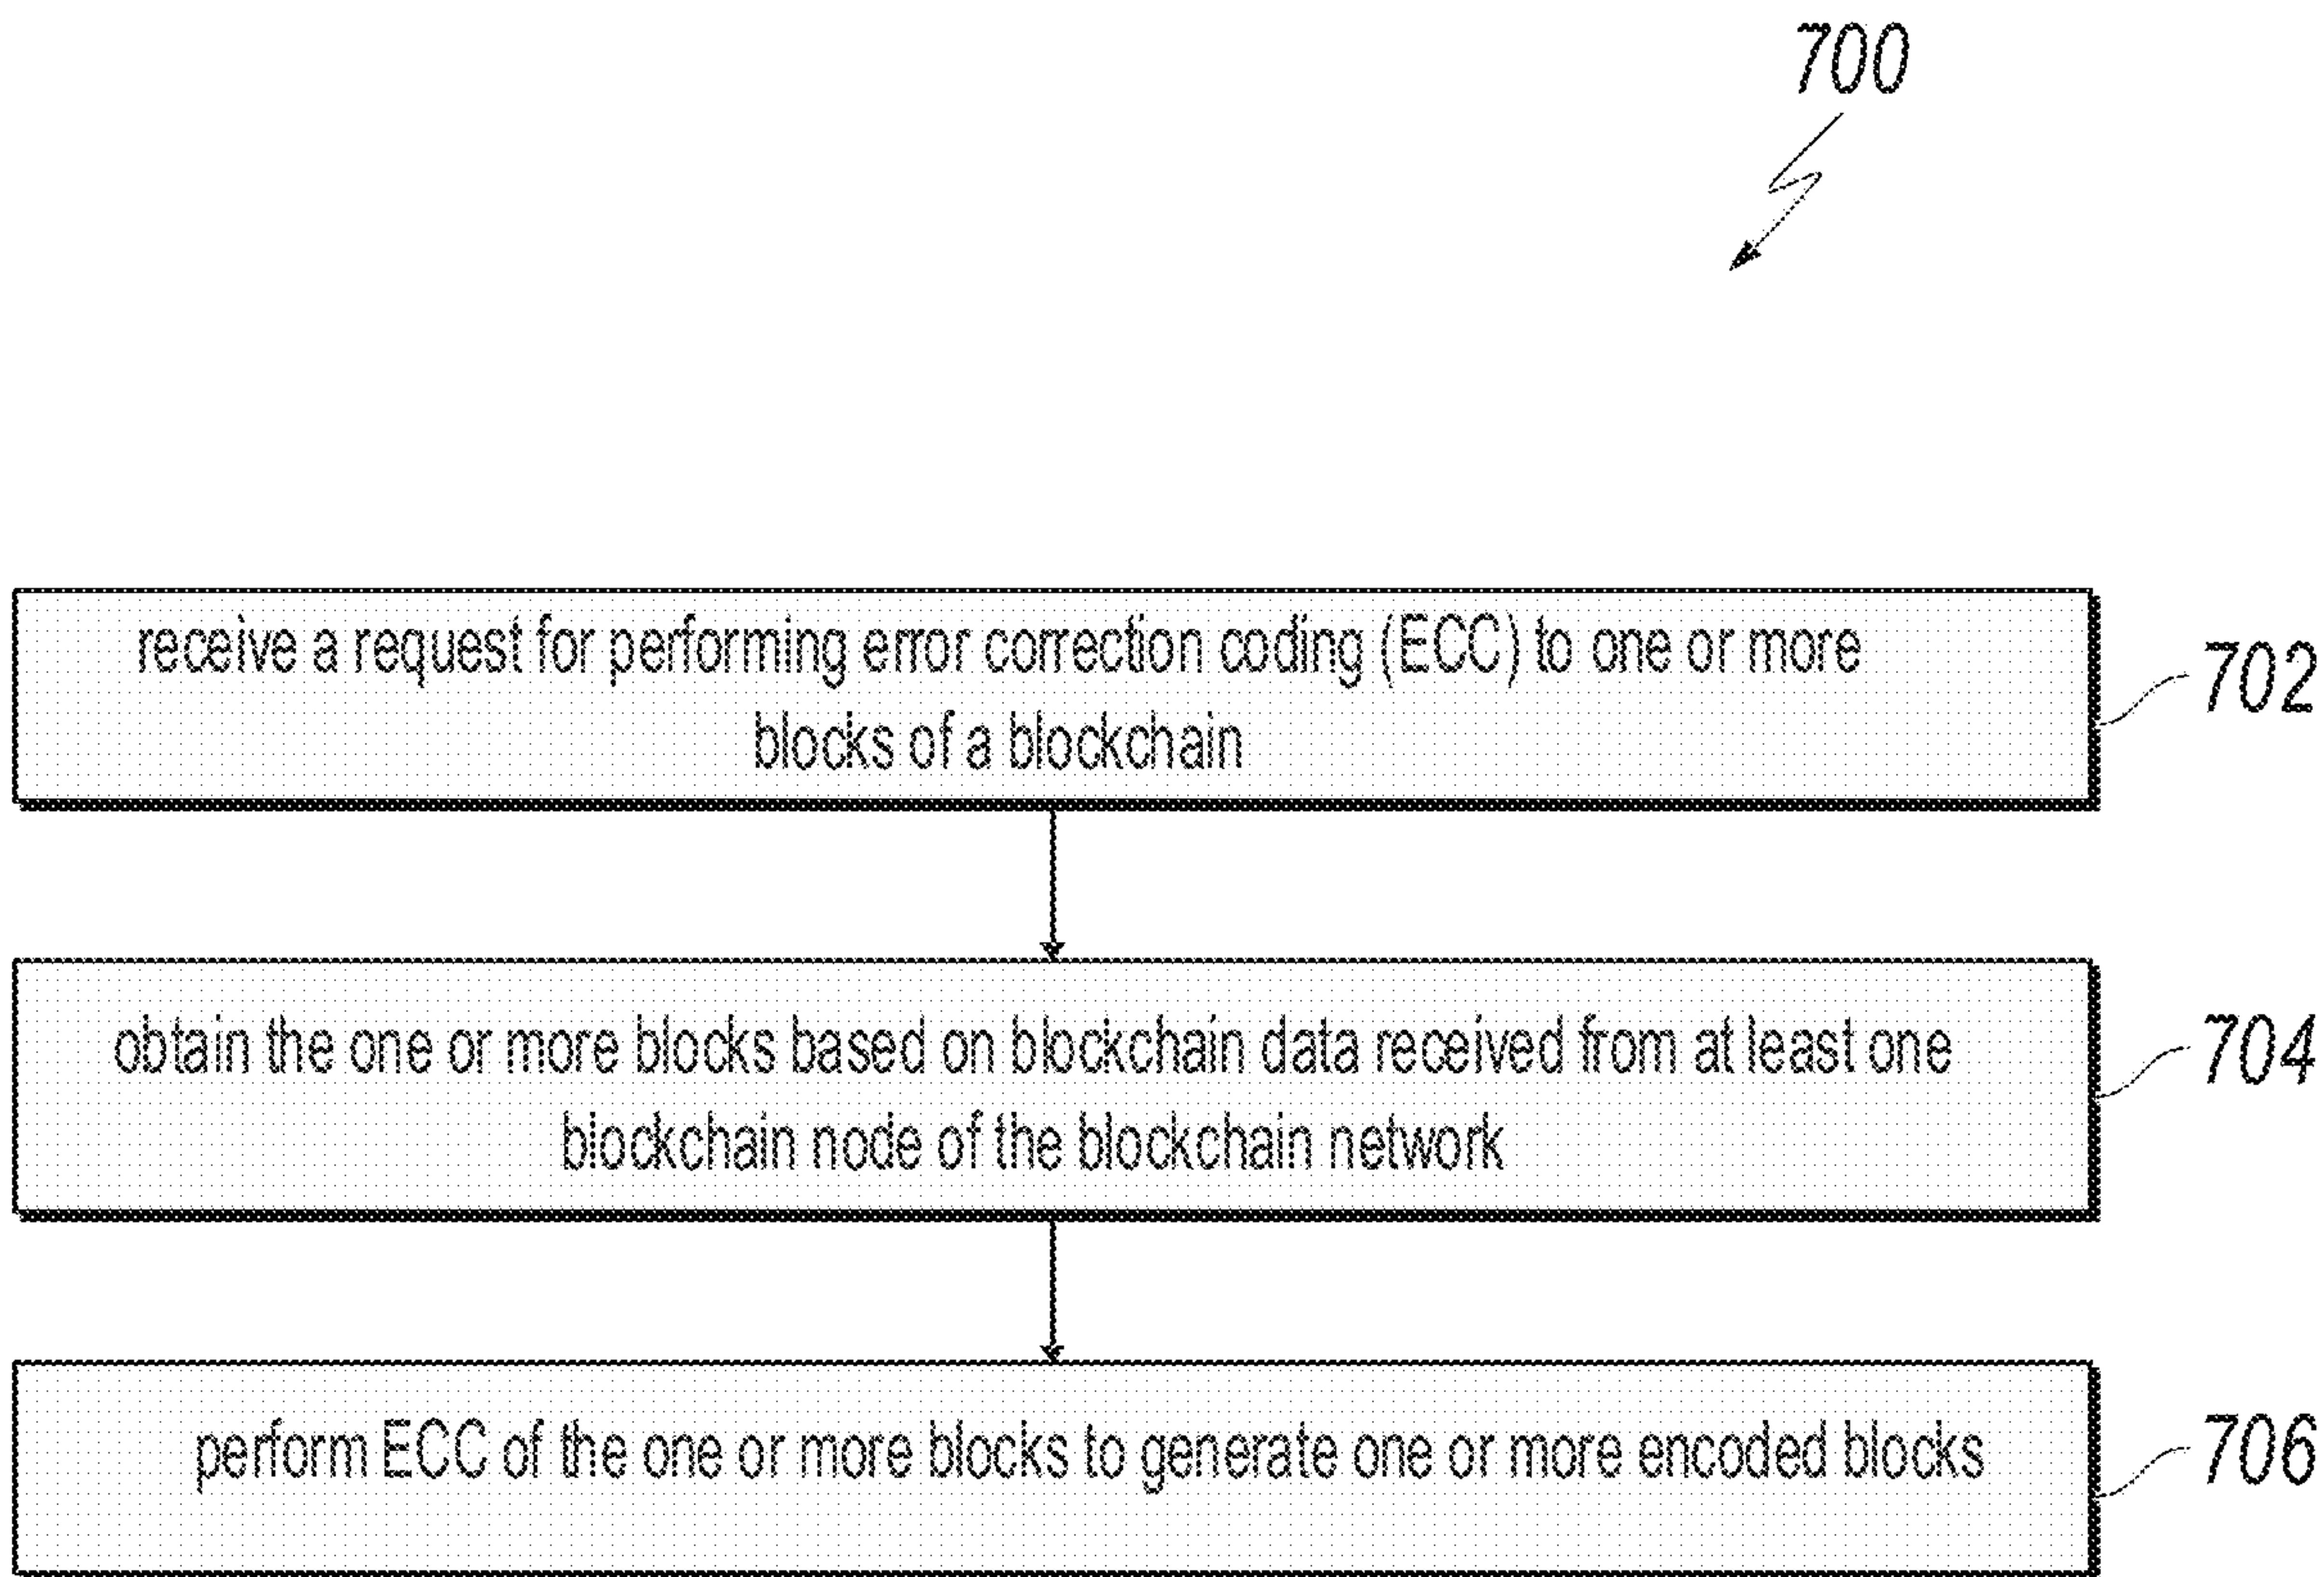 700
receive a request for performing error correction coding (ECC) to one or more
blocks of a blockchain
702
obtain the one or more blocks based on blockchain data received from at least one
blockchain node of the blockchain network
704
perform ECC of the one or more blocks to generate one or more encoded blocks
706